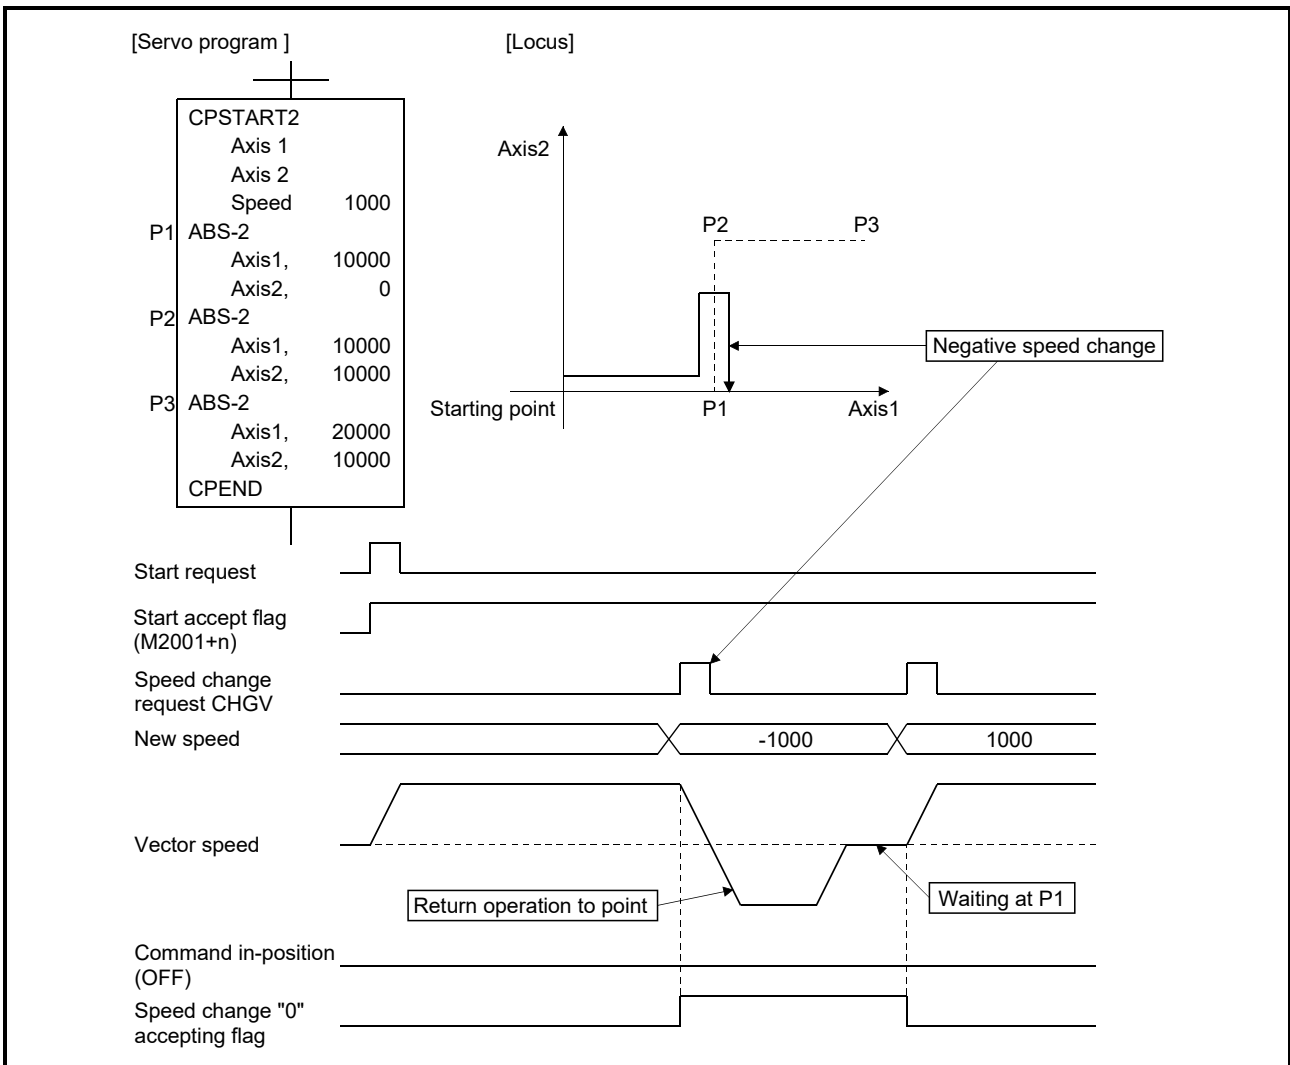 [Servo program ]
[Locus]
CPSTART2
Axis 1
Axis 2
Speed 1000
P1 ABS-2
Axis1, 10000
Axis2, 0
P2 ABS-2
Axis1, 10000
Axis2, 10000
P3 ABS-2
Axis1, 20000
Axis2, 10000
CPEND
Axis2
P2
P3
Negative speed change
Starting point
P1
Axis1
Start request
Start accept flag
(M2001+n)
Speed change
request CHGV
New speed
-1000
1000
Vector speed
Return operation to point
Waiting at P1
Command in-position
(OFF)
Speed change "0"
accepting flag